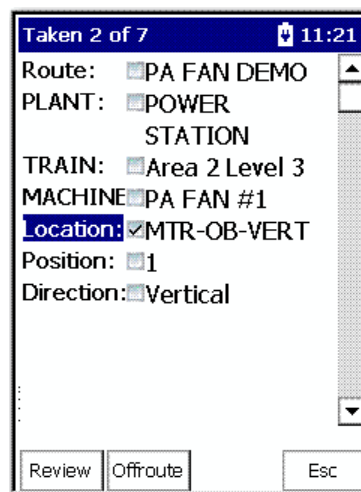 Taken 2 of 7 11:21
Route: PA FAN DEMO
PLANT: POWER
STATION
TRAIN: Area 2 Level 3
MACHINE PA FAN #1
Location: MTR-OB-VERT
Position: 1
Direction: Vertical
Review Offroute Esc